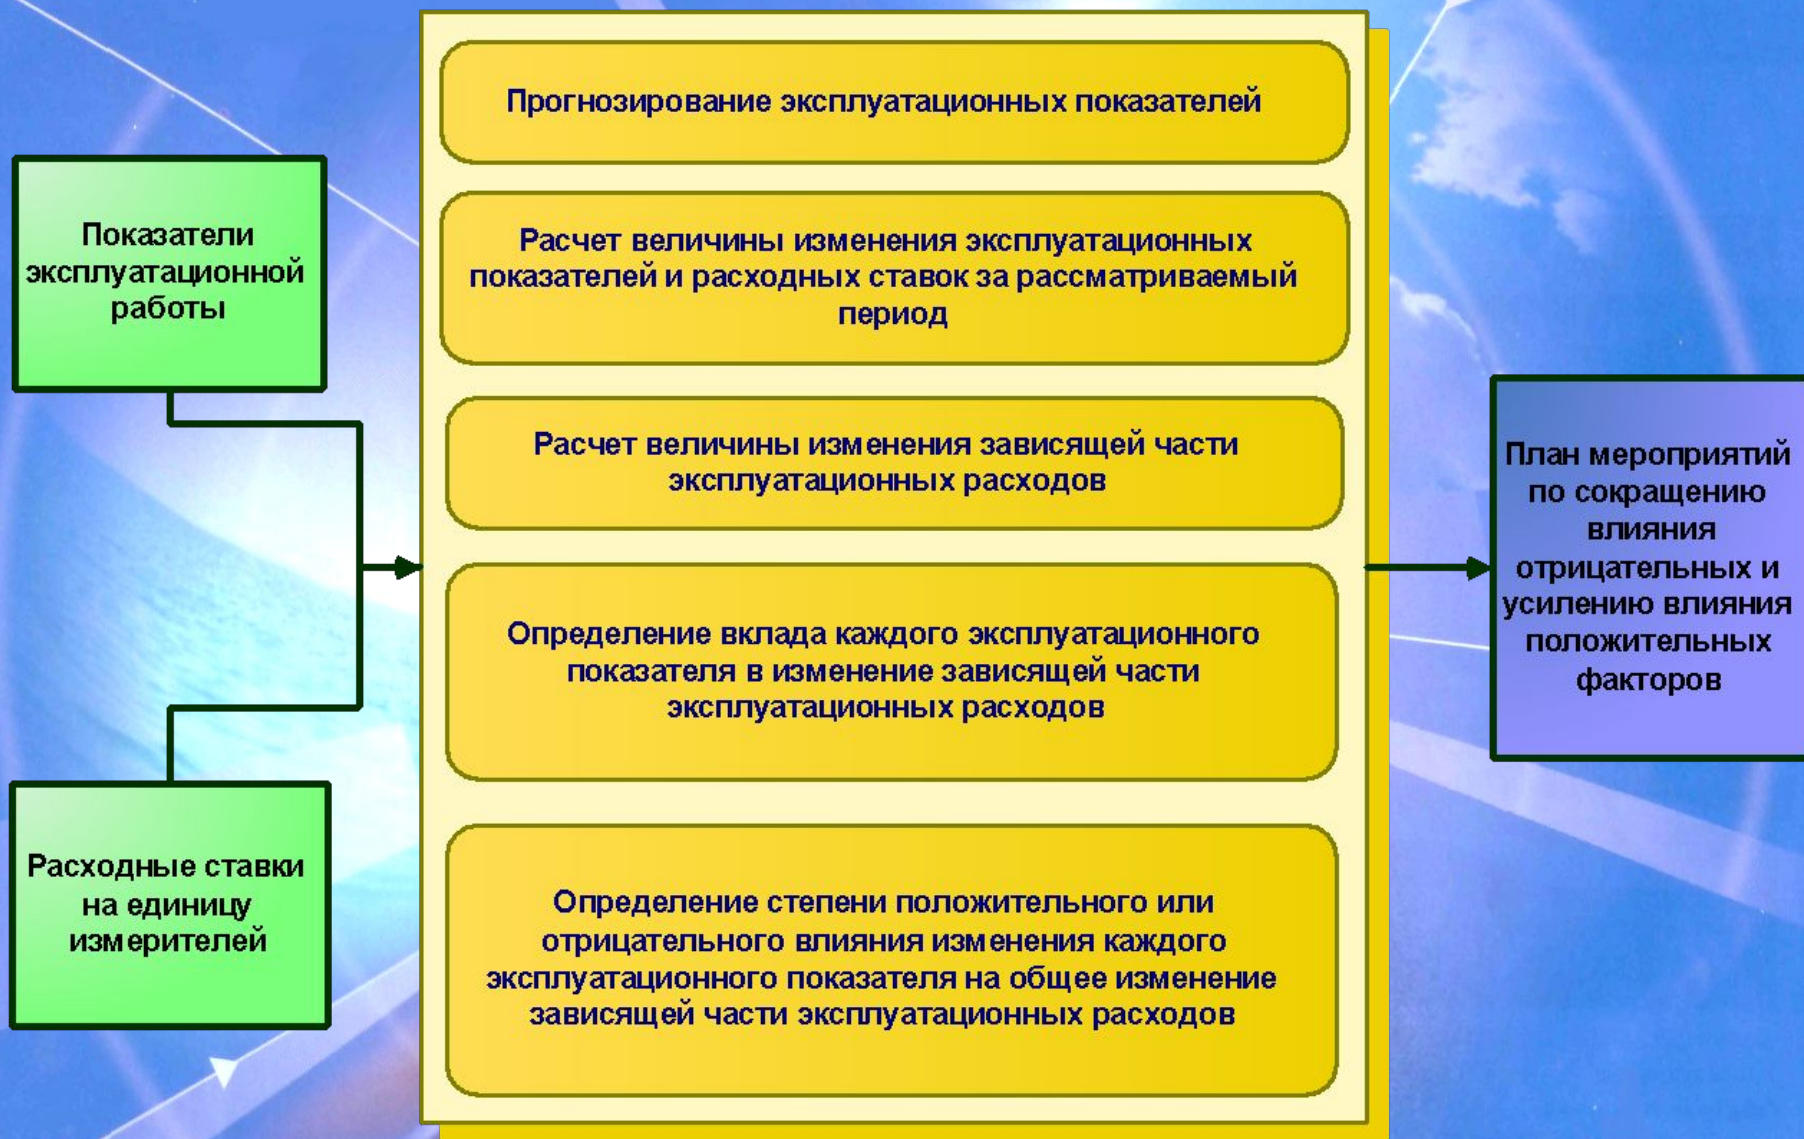 Прогнозирование эксплуатационных показателей
Показатели
эксплуатационной
работы
Расчет величины изменения эксплуатационных
показателей и расходных ставок за рассматриваемый
период
Расчет величины изменения зависящей части
эксплуатационных расходов
Определение вклада каждого эксплуатационного
показателя в изменение зависящей части
эксплуатационных расходов
Расходные ставки
на единицу
измерителей
Определение степени положительного или
отрицательного влияния изменения каждого
эксплуатационного показателя на общее изменение
зависящей части эксплуатационных расходов
План мероприятий
по сокращению
влияния
отрицательных и
усилению влияния
положительных
факторов